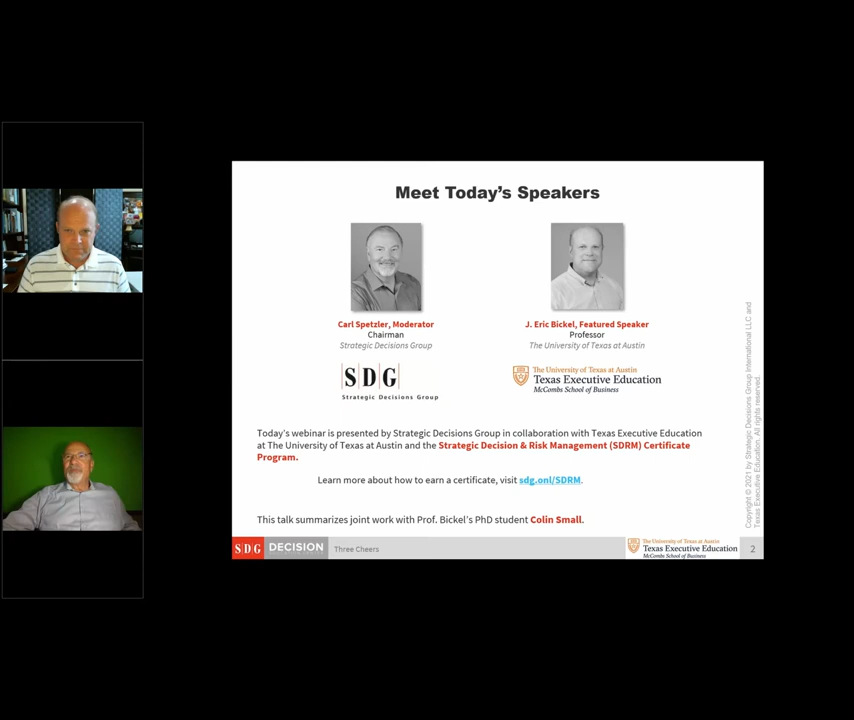 Meet Today's Speakers
Carl Spetzler, Moderator
Chairman
Strategic Decisions Group
SDG
Strategic Decisions Group
J. Eric Bickel, Featured Speaker
Professor
The University of Texas at Austin
The University of Texas at Austin
Texas Executive Education
McCombs School of Business
Today's webinar is presented by Strategic Decisions Group in collaboration with Texas Executive Education
at The University of Texas at Austin and the Strategic Decision & Risk Management (SDRM) Certificate
Program.
Learn more about how to earn a certificate, visit sdg.onl/SDRM.
This talk summarizes joint work with Prof. Bickel's PhD student Colin Small.
Copyright © 2021 by Strategic Decisions Group International LLC and
Texas Executive Education. All rights reserved.
SDG DECISION Three Cheers
The University of Texas at Austin
Texas Executive Education
McCombs School of Business
2